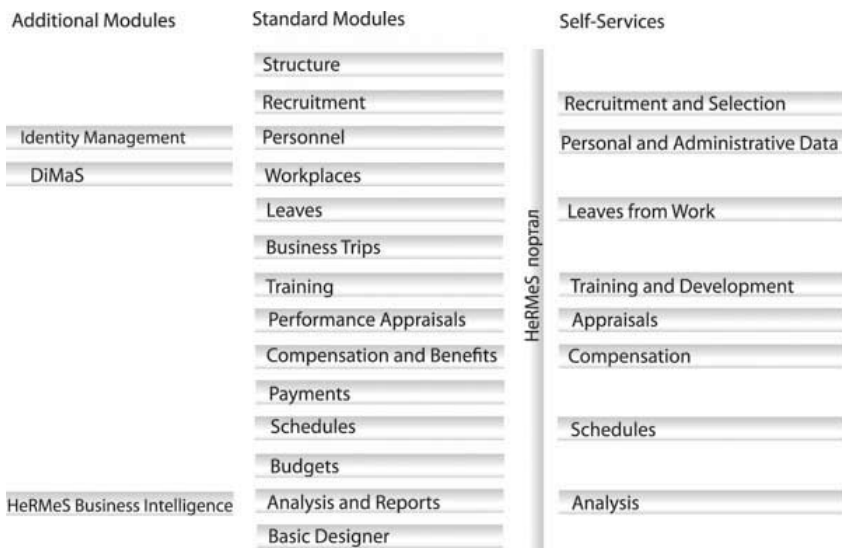 Additional Modules
Standard Modules
Self-Services
Structure
Recruitment
Recruitment and Selection
Identity Management
Personnel
Personal and Administrative Data
DiMaS
Workplaces
Leaves
Leaves from Work
Business Trips
HeRMeS портал
Training
Training and Development
Performance Appraisals
Appraisals
Compensation and Benefits
Compensation
Payments
Schedules
Schedules
Budgets
HeRMeS Business Intelligence
Analysis and Reports
Analysis
Basic Designer